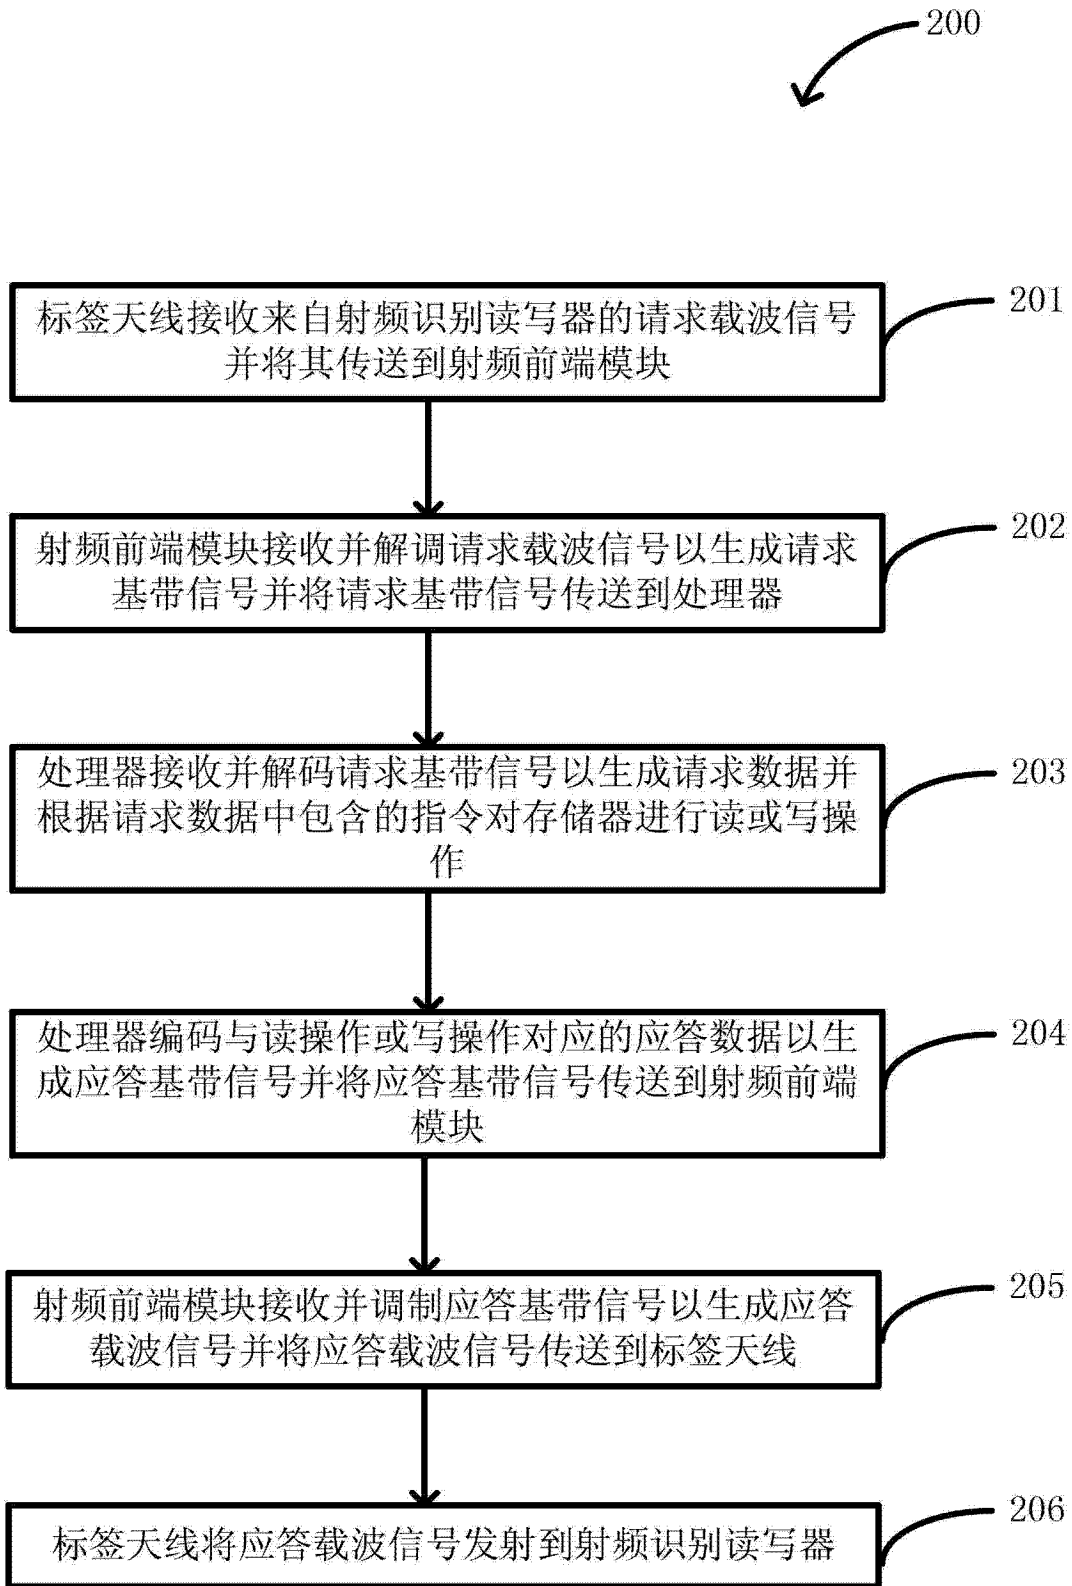 200
标签天线接收来自射频识别读写器的请求载波信号
并将其传送到射频前端模块
201
射频前端模块接收并解调请求载波信号以生成请求
基带信号并将请求基带信号传送到处理器
202
处理器接收并解码请求基带信号以生成请求数据并
根据请求数据中包含的指令对存储器进行读或写操
作
203
处理器编码与读操作或写操作对应的应答数据以生
成应答基带信号并将应答基带信号传送到射频前端
模块
204
射频前端模块接收并调制应答基带信号以生成应答
载波信号并将应答载波信号传送到标签天线
205
标签天线将应答载波信号发射到射频识别读写器
206